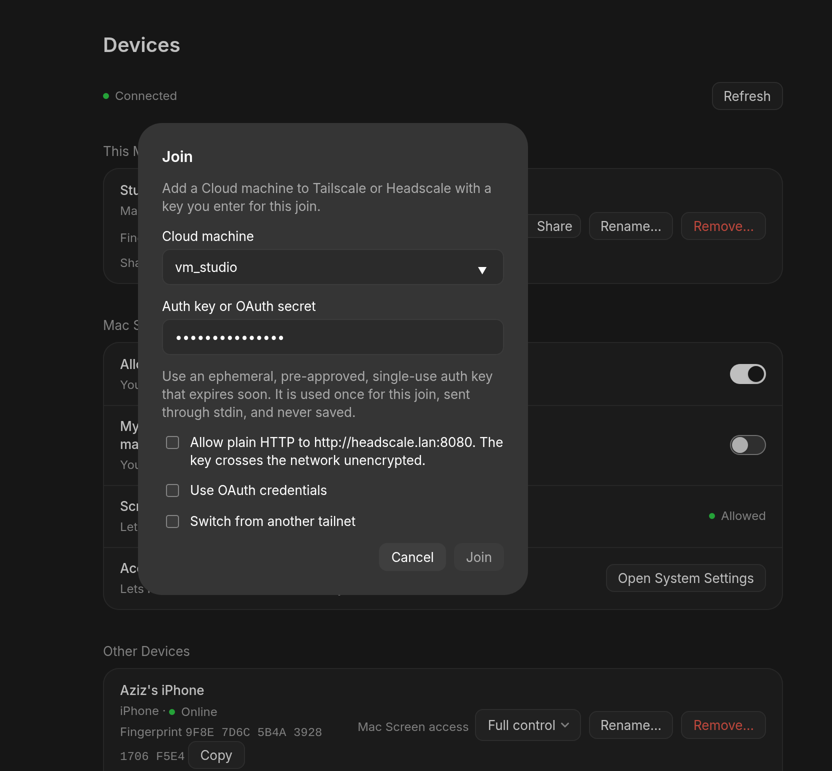 Devices
Connected
Refresh
This
Join
Add a Cloud machine to Tailscale or Headscale with a
key you enter for this join.
Cloud machine
vm_studio
Auth key or OAuth secret
•••••••••••••••
Use an ephemeral, pre-approved, single-use auth key
that expires soon. It is used once for this join, sent
through stdin, and never saved.
Allow plain HTTP to http://headscale.lan:8080. The
key crosses the network unencrypted.
Use OAuth credentials
Switch from another tailnet
Cancel
Join
Share
Rename...
Remove...
Mac
You
My
You
Lets
Allowed
Open System Settings
Other Devices
Aziz's iPhone
iPhone · Online
Fingerprint 9F8E 7D6C 5B4A 3928
1706 F5E4 Copy
Mac Screen access
Full control
Rename...
Remove...